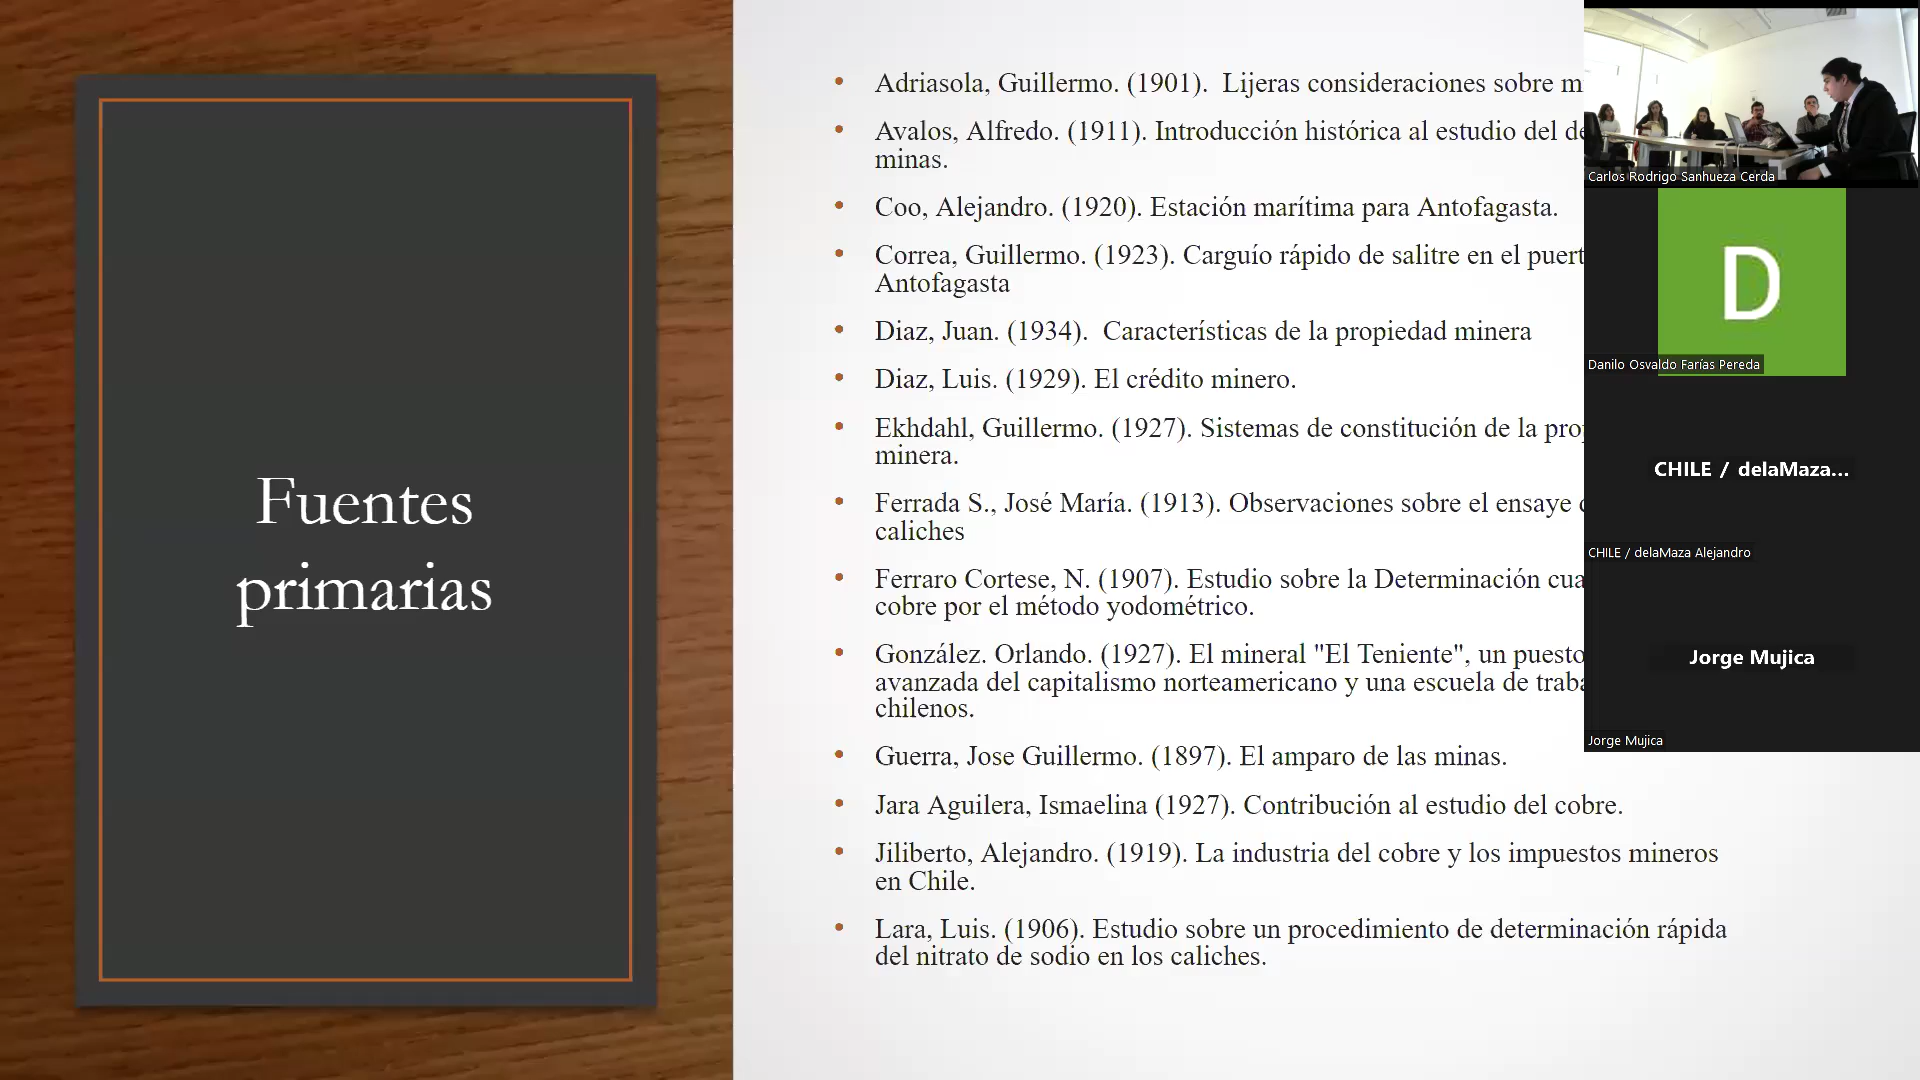 Fuentes
primarias
Adriasola, Guillermo. (1901). Lijeras consideraciones sobre
Avalos, Alfredo. (1911). Introducción histórica al estudio del
minas.
Coo, Alejandro. (1920). Estación marítima para Antofagasta.
Correa, Guillermo. (1923). Carguío rápido de salitre en el
Antofagasta
Diaz, Juan. (1934). Características de la propiedad minera
Diaz, Luis. (1929). El crédito minero.
Ekhdahl, Guillermo. (1927). Sistemas de constitución de la
minera.
Ferrada S., José María. (1913). Observaciones sobre el ensaye
caliches
Ferraro Cortese, N. (1907). Estudio sobre la Determinación
cobre por el método yodométrico.
González. Orlando. (1927). El mineral "El Teniente", un puesto
avanzada del capitalismo norteamericano y una escuela de
chilenos.
Guerra, Jose Guillermo. (1897). El amparo de las minas.
Jara Aguilera, Ismaelina (1927). Contribución al estudio del cobre.
Jiliberto, Alejandro. (1919). La industria del cobre y los impuestos mineros
en Chile.
Lara, Luis. (1906). Estudio sobre un procedimiento de determinación rápida
del nitrato de sodio en los caliches.
Carlos Rodrigo Sanhueza Cerda
D
Danilo Osvaldo Farías Pereda
CHILE / delaMaza...
CHILE / delaMaza Alejandro
Jorge Mujica
Jorge Mujica